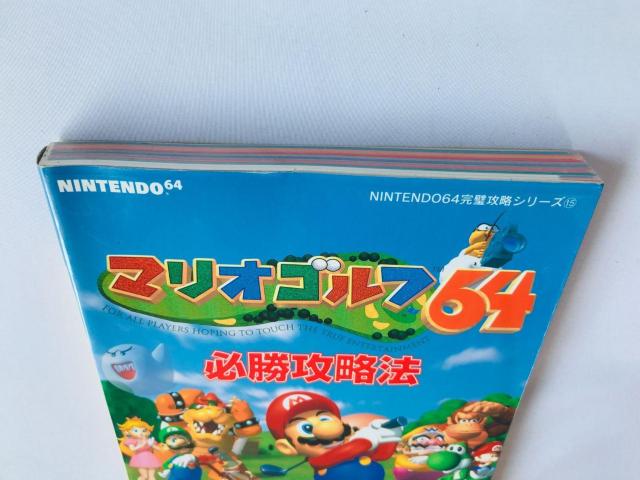 NINTENDO64
NINTENDO64完璧攻略シリーズ⑮
マリオゴルフ64
FOR ALL PLAYERS HOPING TO TOUCH THE TRUE ENTERTAINMENT
必勝攻略法